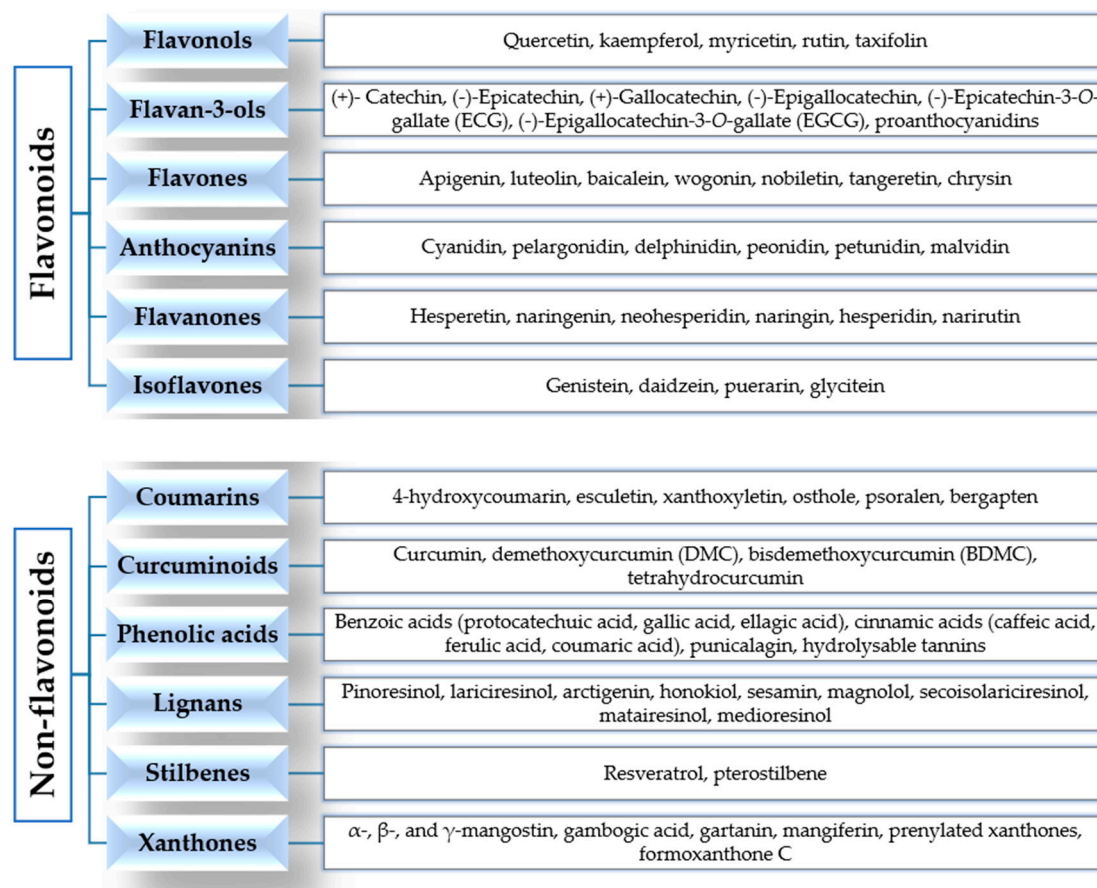 Flavonoids
Flavonols
Quercetin, kaempferol, myricetin, rutin, taxifolin
Flavan-3-ols
(+)- Catechin, (-)-Epicatechin, (+)-Gallocatechin, (-)-Epigallocatechin, (-)-Epicatechin-3-O-
gallate (ECG), (-)-Epigallocatechin-3-O-gallate (EGCG), proanthocyanidins
Flavones
Apigenin, luteolin, baicalein, wogonin, nobiletin, tangeretin, chrysin
Anthocyanins
Cyanidin, pelargonidin, delphinidin, peonidin, petunidin, malvidin
Flavanones
Hesperetin, naringenin, neohesperidin, naringin, hesperidin, narirutin
Isoflavones
Genistein, daidzein, puerarin, glycitein
Non-flavonoids
Coumarins
4-hydroxycoumarin, esculetin, xanthoxyletin, osthole, psoralen, bergapten
Curcuminoids
Curcumin, demethoxycurcumin (DMC), bisdemethoxycurcumin (BDMC),
tetrahydrocurcumin
Phenolic acids
Benzoic acids (protocatechuic acid, gallic acid, ellagic acid), cinnamic acids (caffeic acid,
ferulic acid, coumaric acid), punicalagin, hydrolysable tannins
Lignans
Pinoresinol, lariciresinol, arctigenin, honokiol, sesamin, magnolol, secoisolariciresinol,
matairesinol, medioresinol
Stilbenes
Resveratrol, pterostilbene
Xanthones
α-, β-, and γ-mangostin, gambogic acid, gartanin, mangiferin, prenylated xanthones,
formoxanthone C